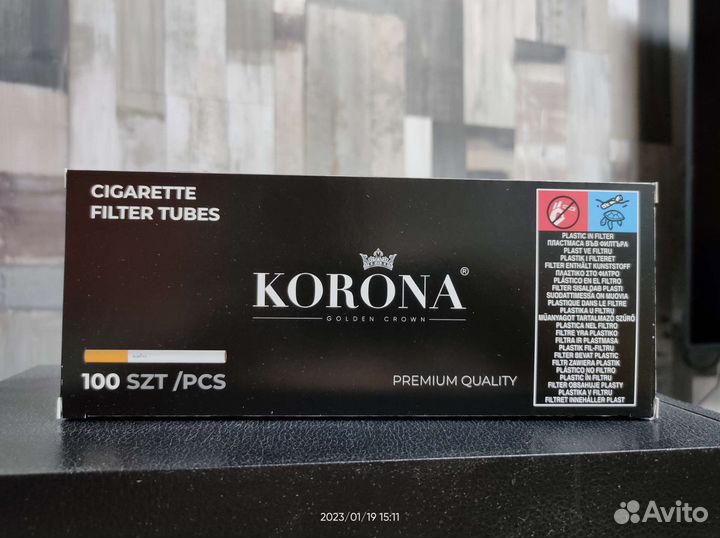 CIGARETTE
FILTER TUBES
KORONA®
GOLDEN CROWN
100 SZT /PCS
PREMIUM QUALITY
PLASTIC IN FILTER
ПЛАСТМАСА ВЪВ ФИЛТЪРА
PLAST VE FILTRU
PLASTIK I FILTERET
FILTER ENTHÄLT KUNSTSTOFF
ΠΛΑΣΤΙΚΟ ΣΤΟ ΦΙΛΤΡΟ
PLÁSTICO EN EL FILTRO
FILTER SISALDAB PLASTI
SUODATTIMESSA ON MUOVIA
PLASTIQUE DANS LE FILTRE
PLASTIKA U FILTRU
MŰANYAGOT TARTALMAZÓ SZŰRŐ
PLASTICA NEL FILTRO
FILTRE YRA PLASTIKO
FILTRA IR PLASTMASA
PLASTIK FIL-FILTRU
FILTER BEVAT PLASTIC
FILTR ZAWIERA PLASTIK
PLÁSTICO NO FILTRO
PLASTIC ÎN FILTRU
FILTER OBSAHUJE PLASTY
PLASTIKA V FILTRU
FILTRET INNEHÅLLER PLAST
2023/01/19 15:11
Avito